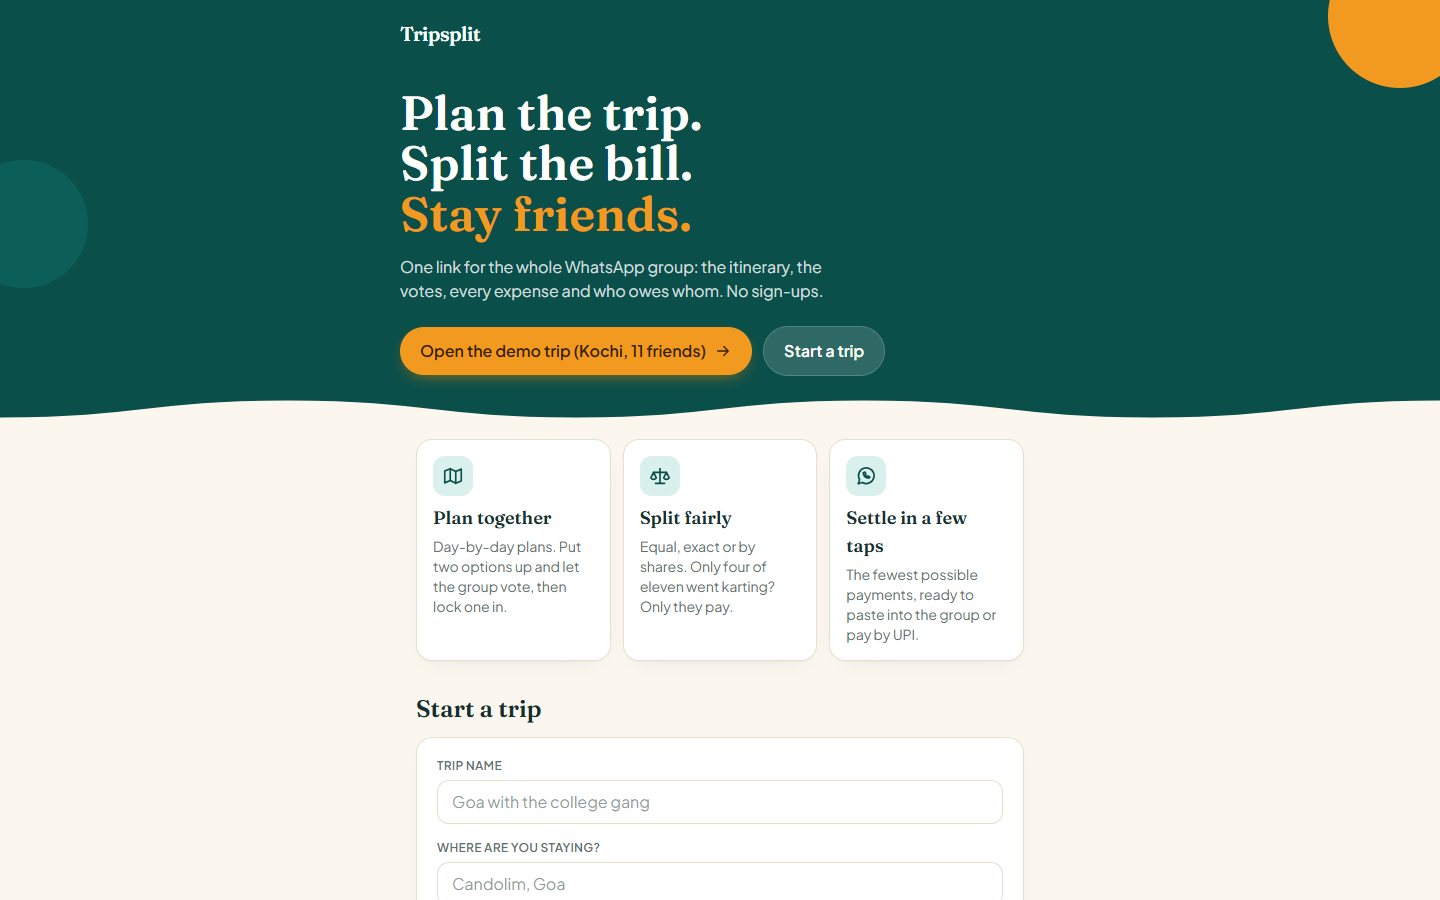 Tripsplit
Plan the trip.
Split the bill.
Stay friends.
One link for the whole WhatsApp group: the itinerary, the
votes, every expense and who owes whom. No sign-ups.
Open the demo trip (Kochi, 11 friends) →
Start a trip
Plan together
Day-by-day plans. Put
two options up and let
the group vote, then
lock one in.
Split fairly
Equal, exact or by
shares. Only four of
eleven went karting?
Only they pay.
Settle in a few
taps
The fewest possible
payments, ready to
paste into the group or
pay by UPI.
Start a trip
TRIP NAME
Goa with the college gang
WHERE ARE YOU STAYING?
Candolim, Goa